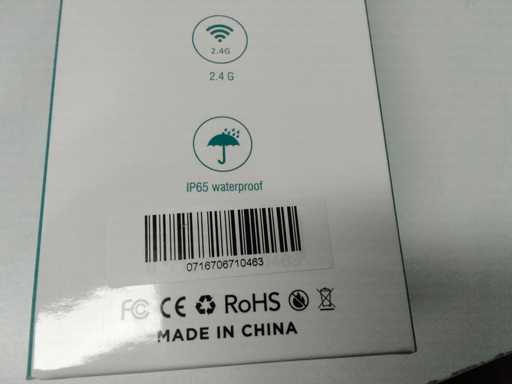 2.4G
2.4 G
IP65 waterproof
0716706710463
FC CE RoHS
MADE IN CHINA